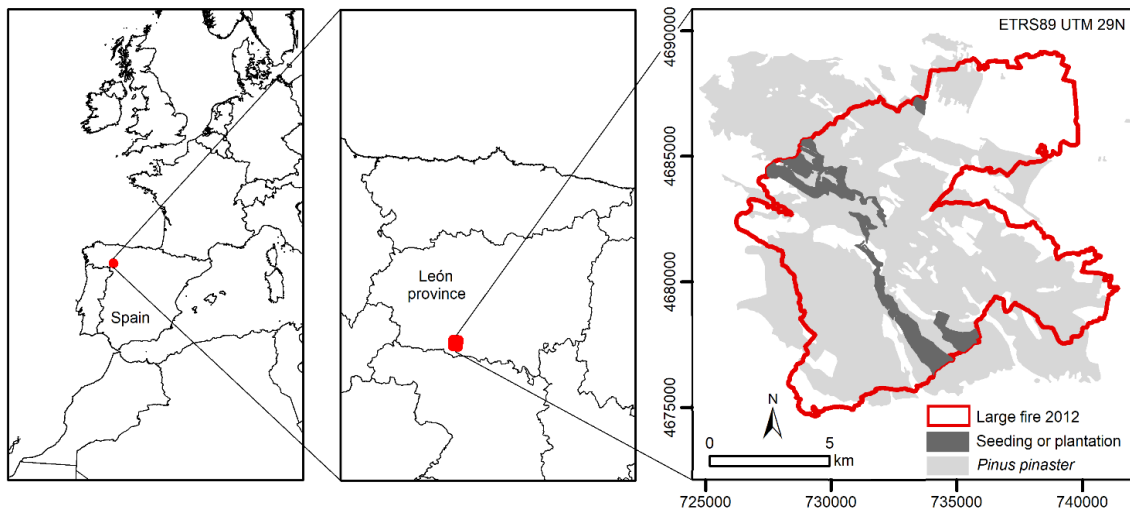 Spain
León
province
ETRS89 UTM 29N
4690000
4685000
4680000
4675000
N
0 5
km
Large fire 2012
Seeding or plantation
Pinus pinaster
725000 730000 735000 740000